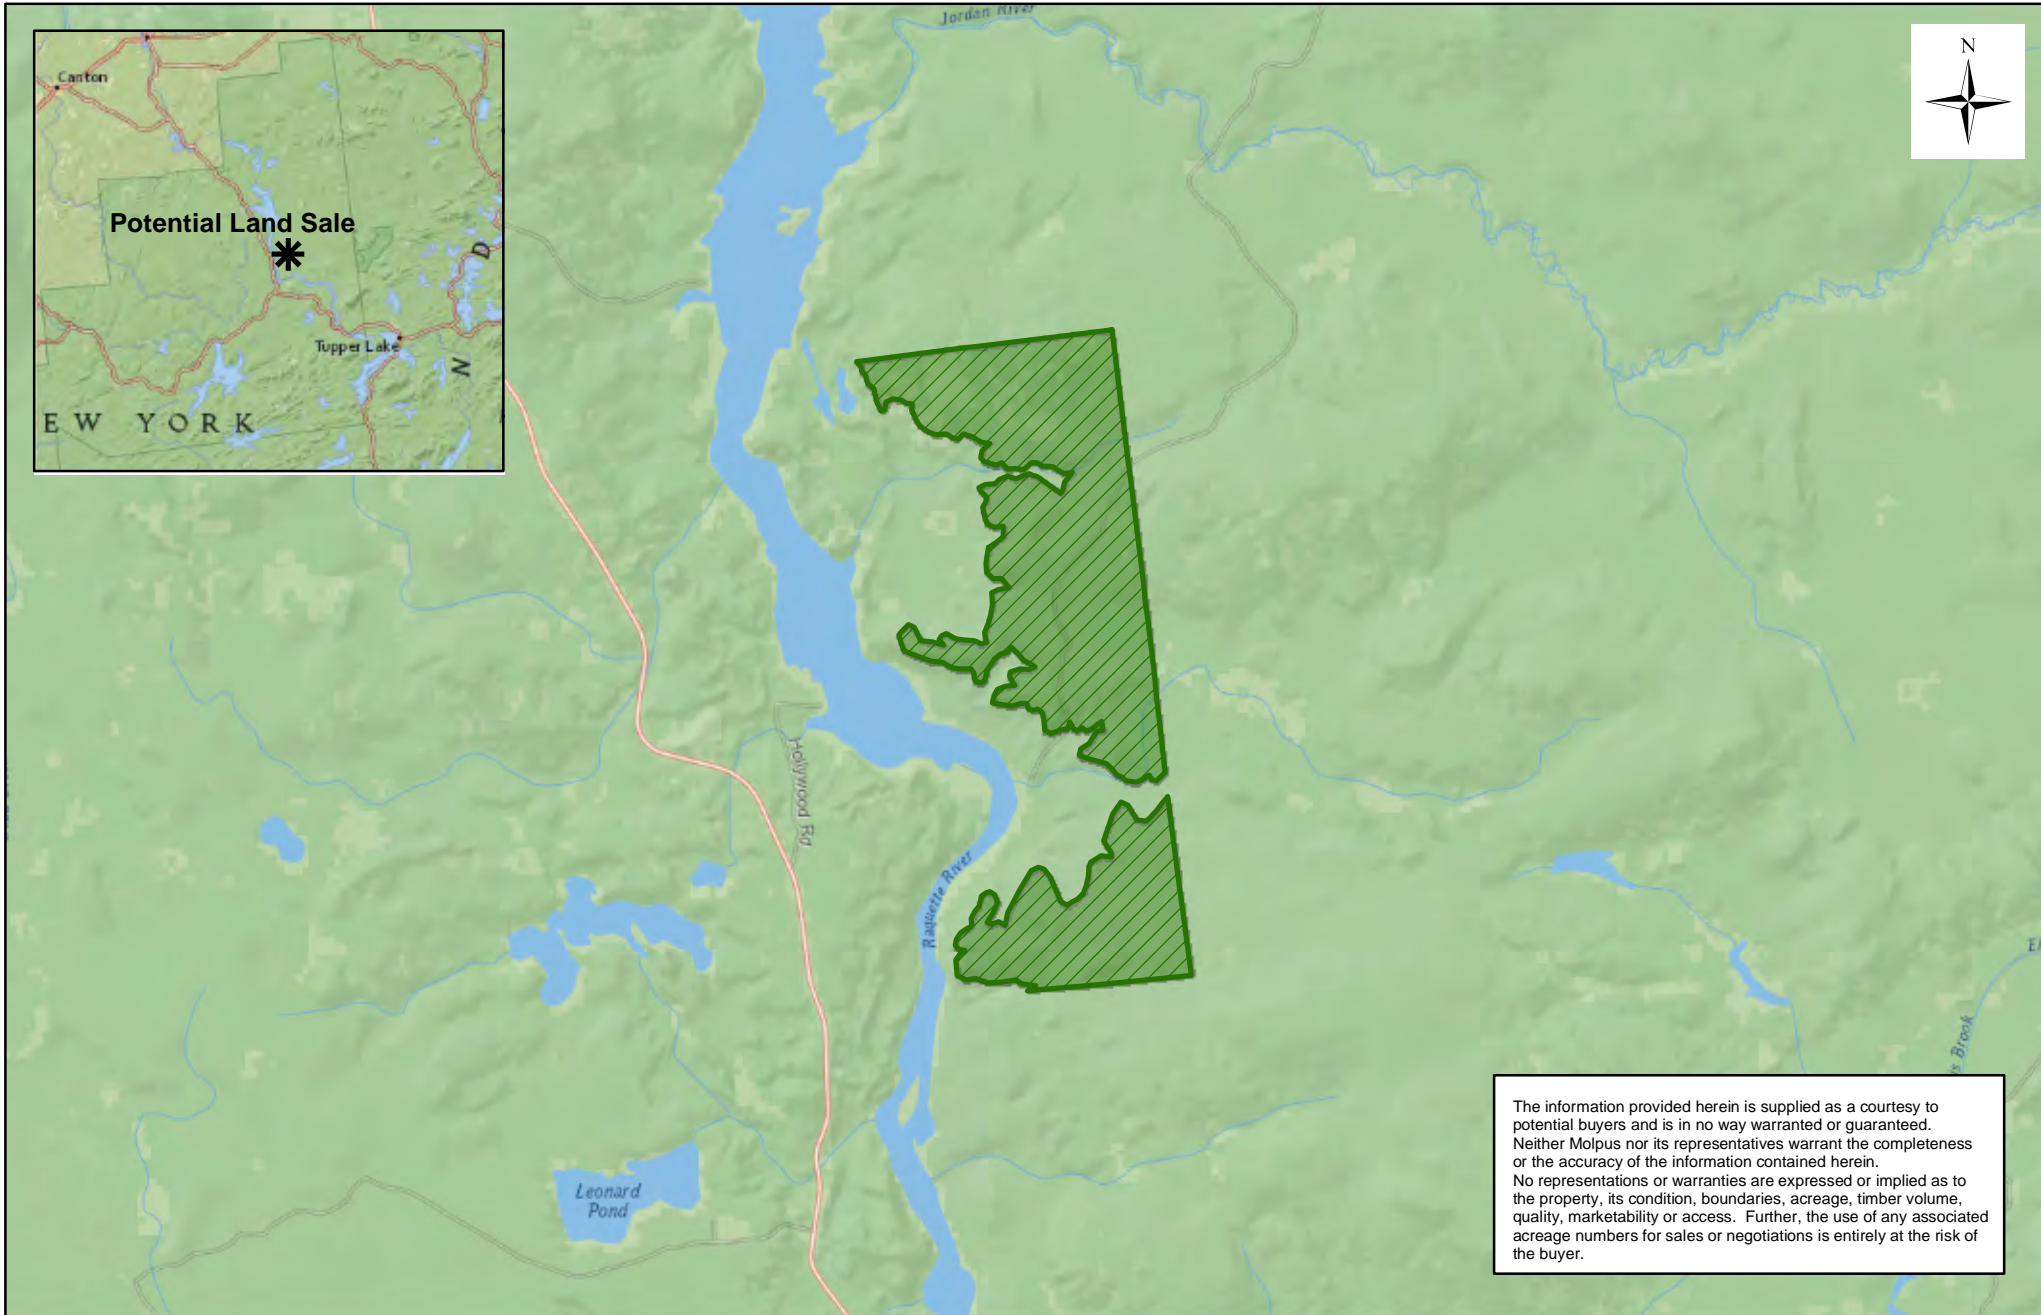 Jordan River
N
Canton
Potential Land Sale
D
Tupper Lake
N
EW YORK
Hollywood Rd
Raquette River
Leonard
Pond
Brook
The information provided herein is supplied as a courtesy to
potential buyers and is in no way warranted or guaranteed.
Neither Molpus nor its representatives warrant the completeness
or the accuracy of the information contained herein.
No representations or warranties are expressed or implied as to
the property, its condition, boundaries, acreage, timber volume,
quality, marketability or access. Further, the use of any associated
acreage numbers for sales or negotiations is entirely at the risk of
the buyer.